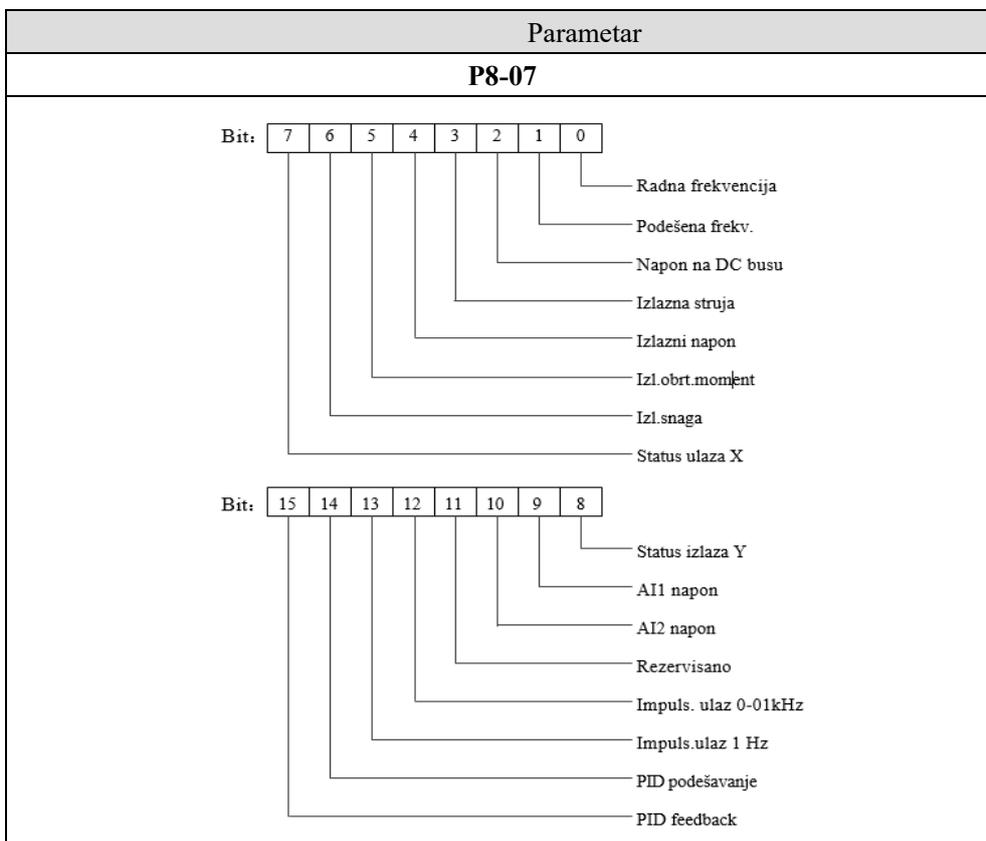 Parametar
P8-07
Bit: 7 6 5 4 3 2 1 0
Radna frekvencija
Podešena frekv.
Napon na DC busu
Izlazna struja
Izlazni napon
Izl.obrt.moment
Izl.snaga
Status ulaza X
Bit: 15 14 13 12 11 10 9 8
Status izlaza Y
AI1 napon
AI2 napon
Rezervisano
Impuls. ulaz 0-01kHz
Impuls.ulaz 1 Hz
PID podešavanje
PID feedback